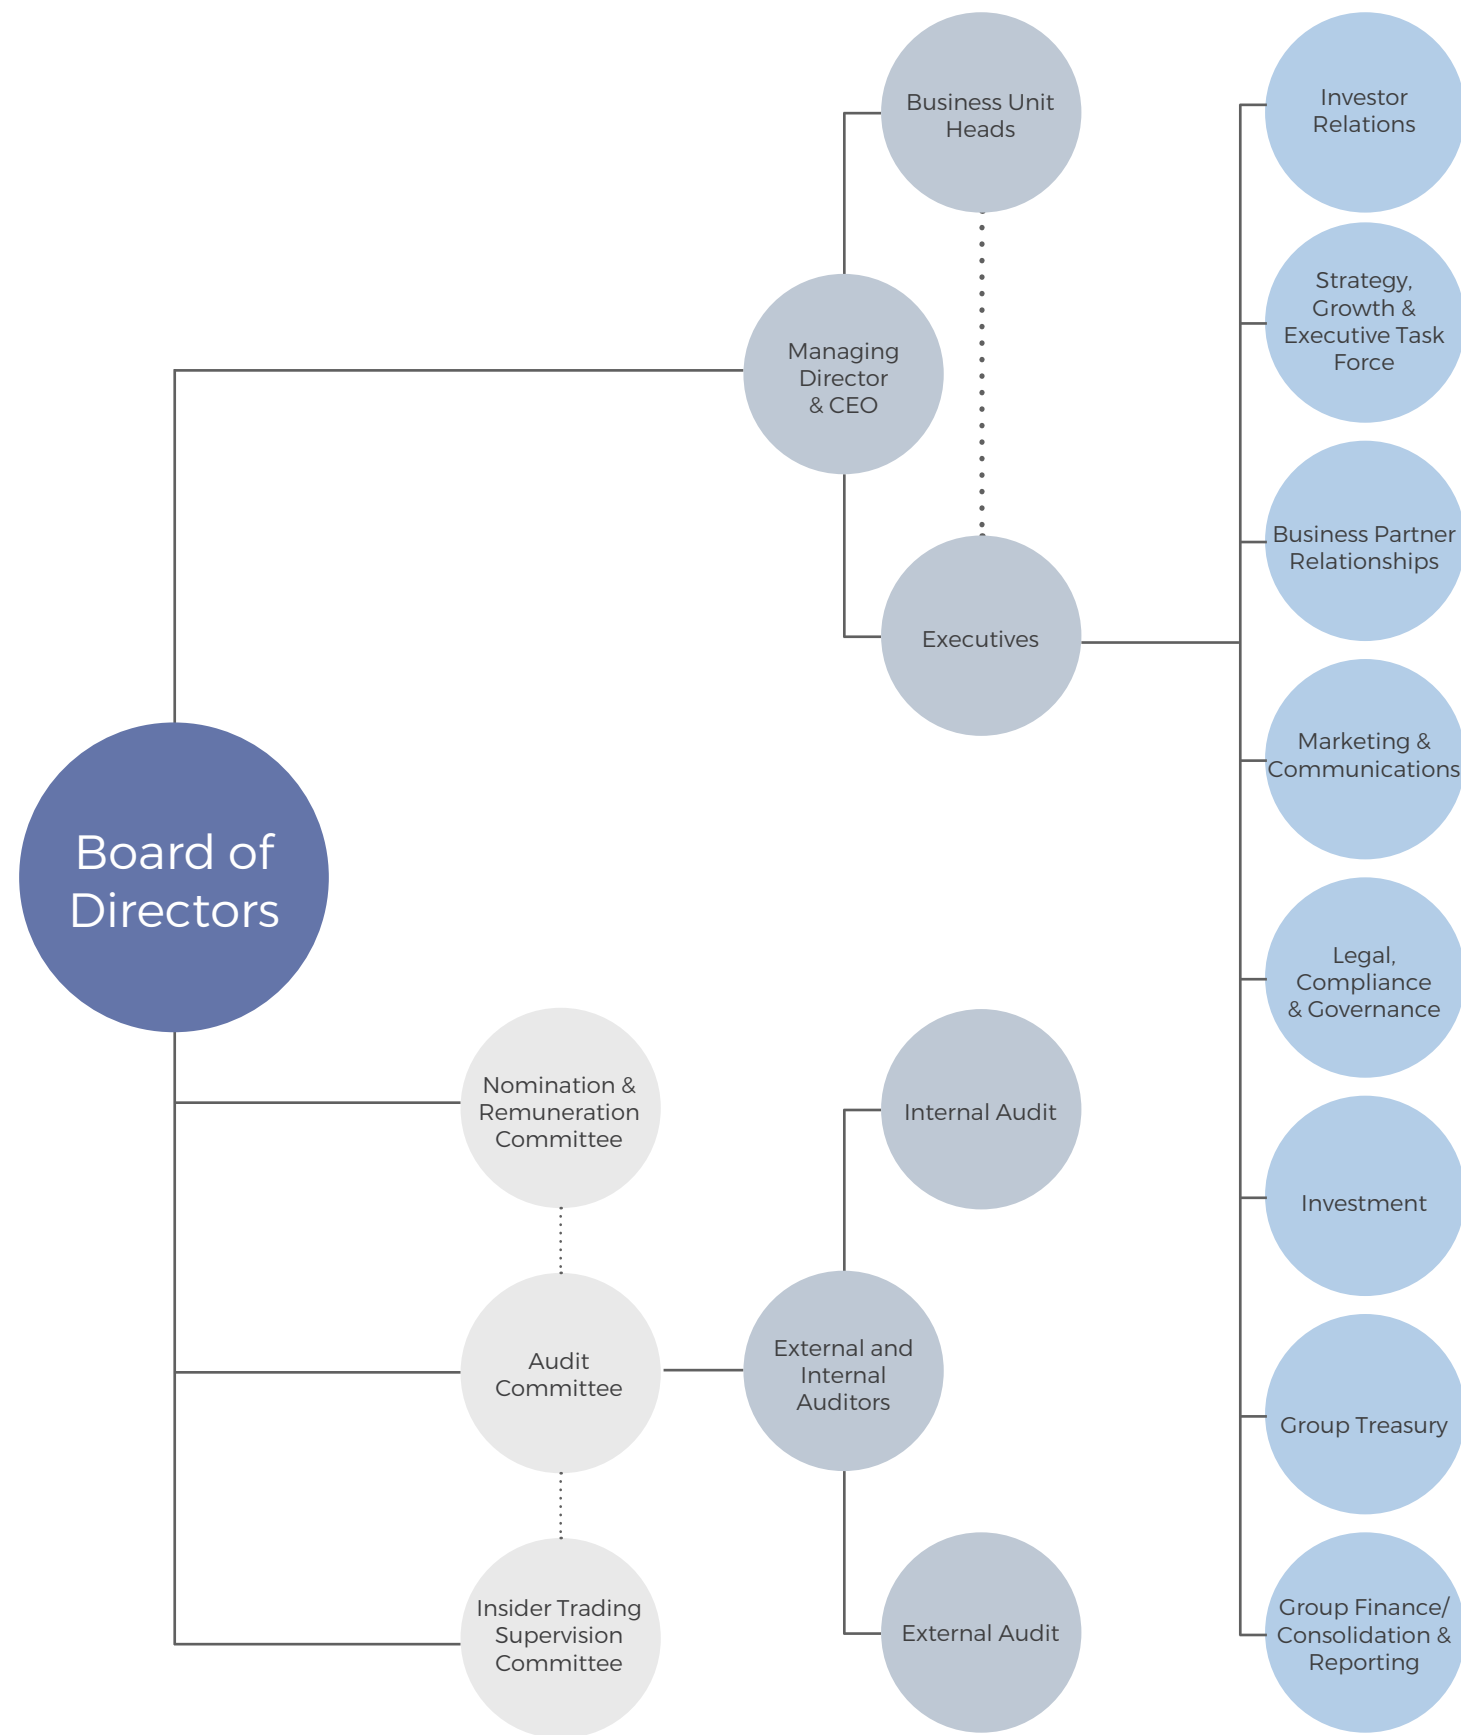 Board of
Directors
Managing
Director
& CEO
Business Unit
Heads
Executives
Investor
Relations
Strategy,
Growth &
Executive Task
Force
Business Partner
Relationships
Marketing &
Communications
Legal,
Compliance
& Governance
Investment
Group Treasury
Group Finance/
Consolidation &
Reporting
Nomination &
Remuneration
Committee
Audit
Committee
Insider Trading
Supervision
Committee
External and
Internal
Auditors
Internal Audit
External Audit